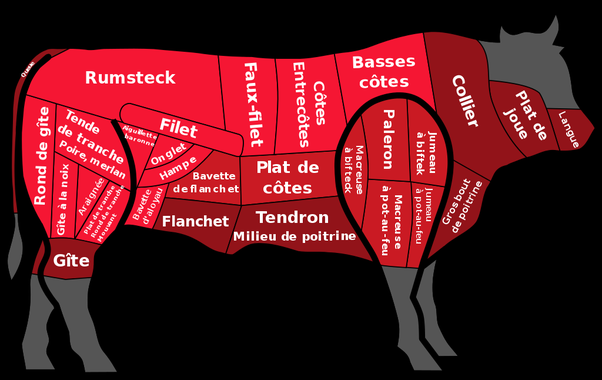 Queue
Rumsteck
Faux-filet
Côtes
Entrecôtes
Basses
côtes
Collier
Plat de
joue
Langue
Rond de gîte
Tende
de tranche
Poire, merlan
Aiguillette
baronne
Filet
Onglet
Hampe
Bavette
de flanchet
Plat de
côtes
Macreuse
à bifteck
Paleron
Jumeau
à biftek
Gîte à la noix
Araignée
Plat de tranche
Rond de tranche
Mouvant
Bavette
d'aloyau
Flanchet
Tendron
Milieu de poitrine
Macreuse
à pot-au-feu
Jumeau
à pot-au-feu
Gros bout
de poitrine
Gîte